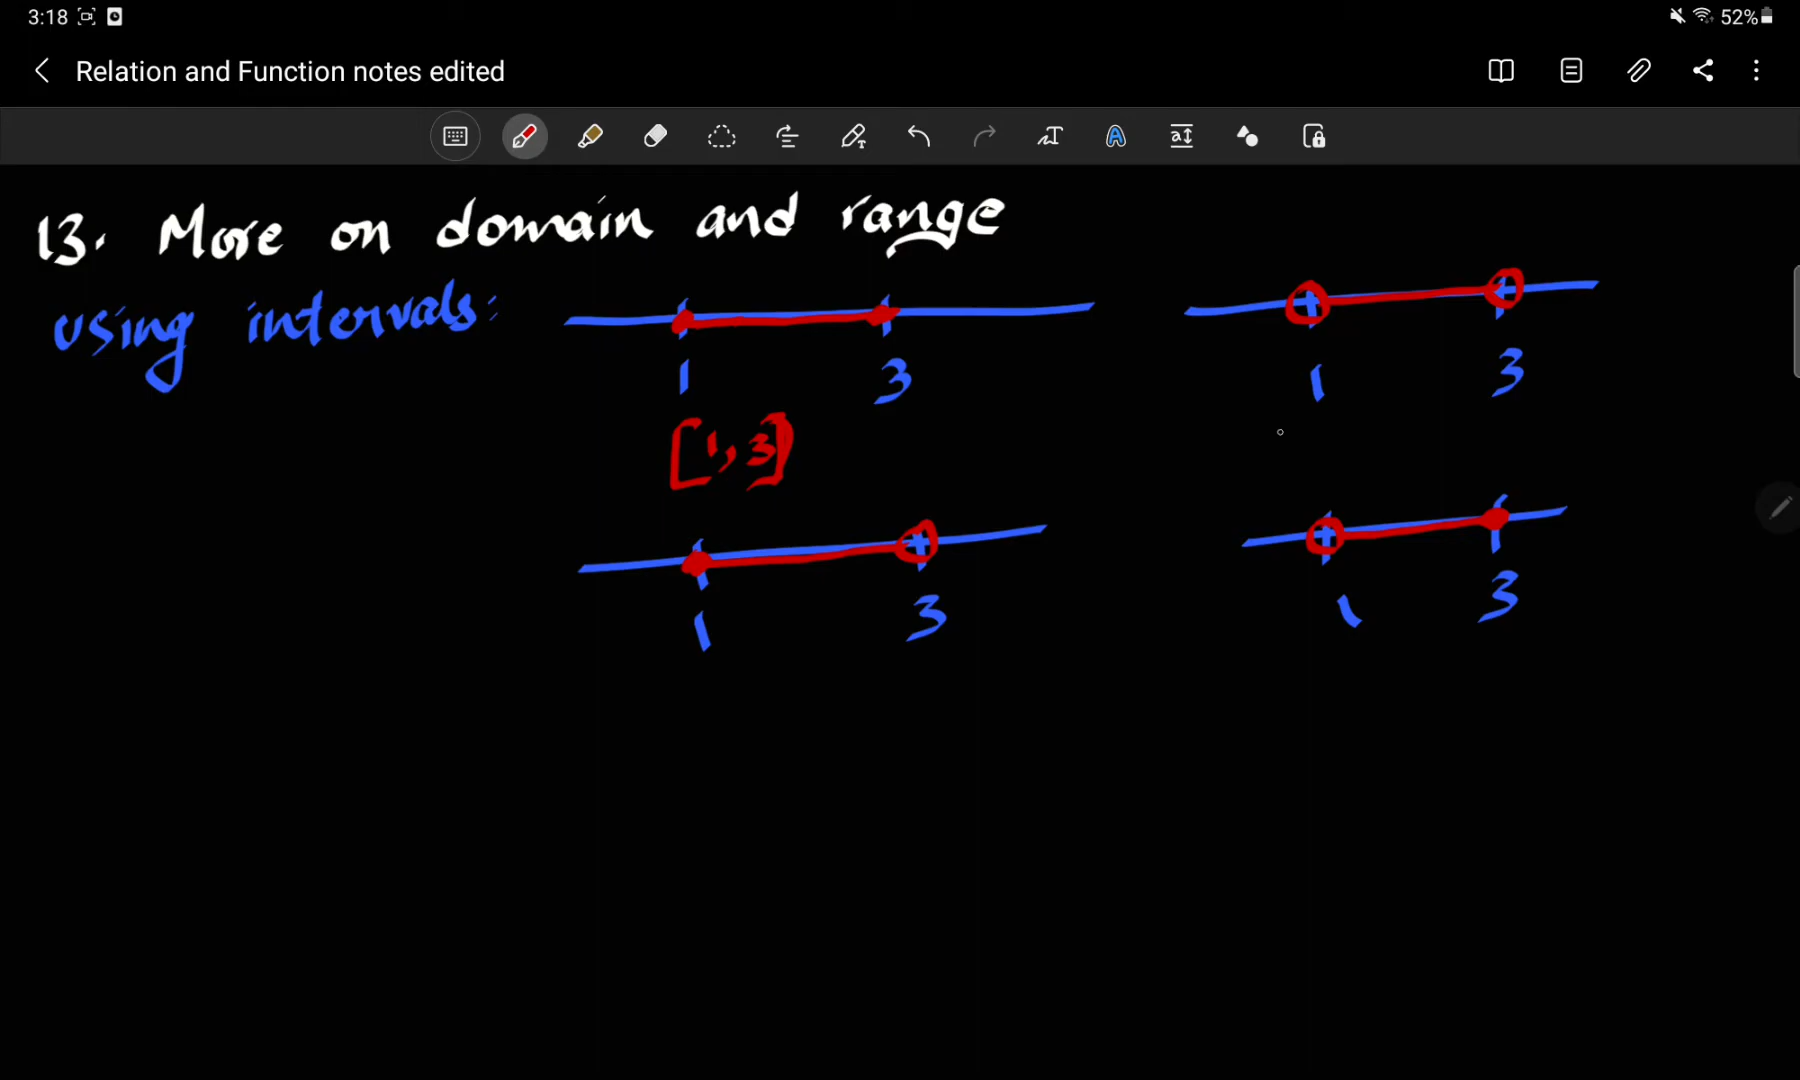 3:18 52%
Relation and Function notes edited
13. More on domain and range
using intervals:
1 3 1 3
[1, 3]
1 3 1 3